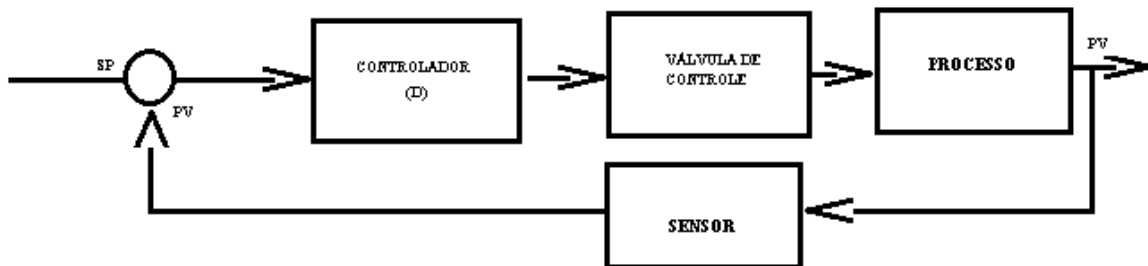 SP
PV
CONTROLADOR
(D)
VÁLVULA DE
CONTROLE
PROCESSO
PV
SENSOR